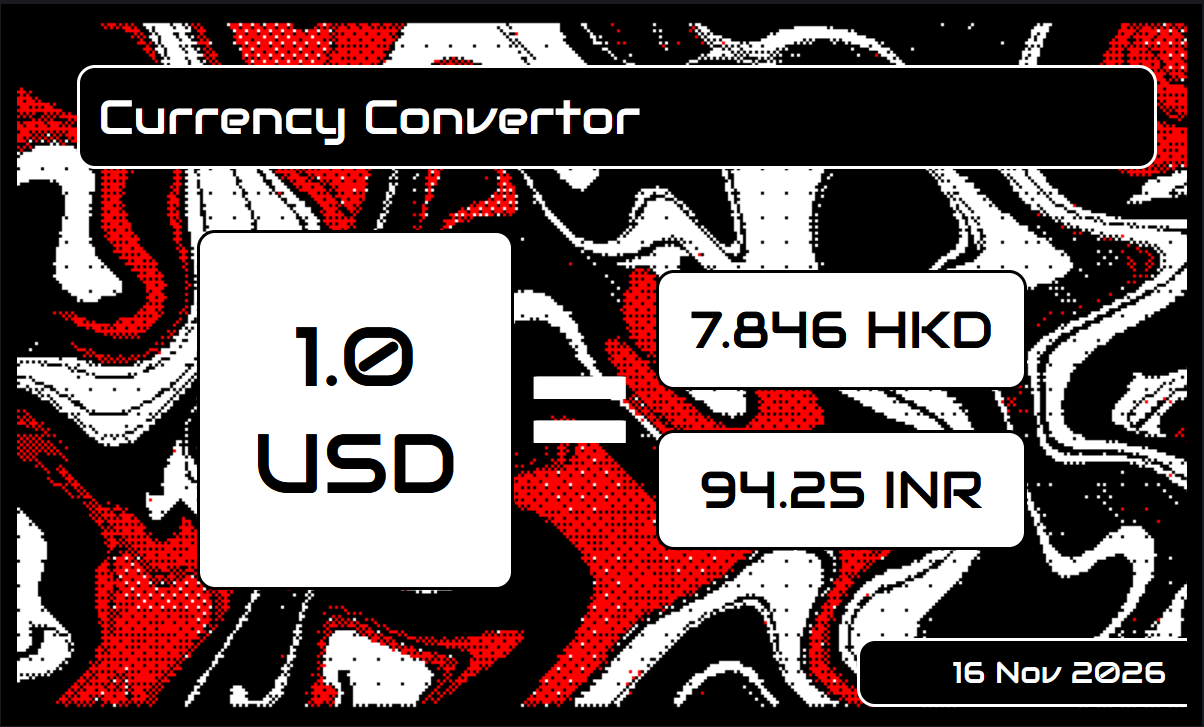 Currency Convertor
1.0
USD
=
7.846 HKD
94.25 INR
16 Nov 2026